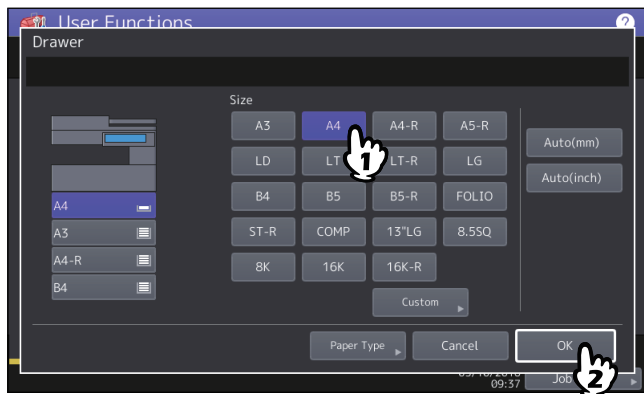 User Functions ?
Drawer
Size
A3 A4 A4-R A5-R
Auto(mm)
LD LT LT-R LG
1
Auto(inch)
B4 B5 B5-R FOLIO
A4
ST-R COMP 13"LG 8.5SQ
A3
A4-R
8K 16K 16K-R
B4
Custom
Paper Type Cancel OK
2
09:37 Job